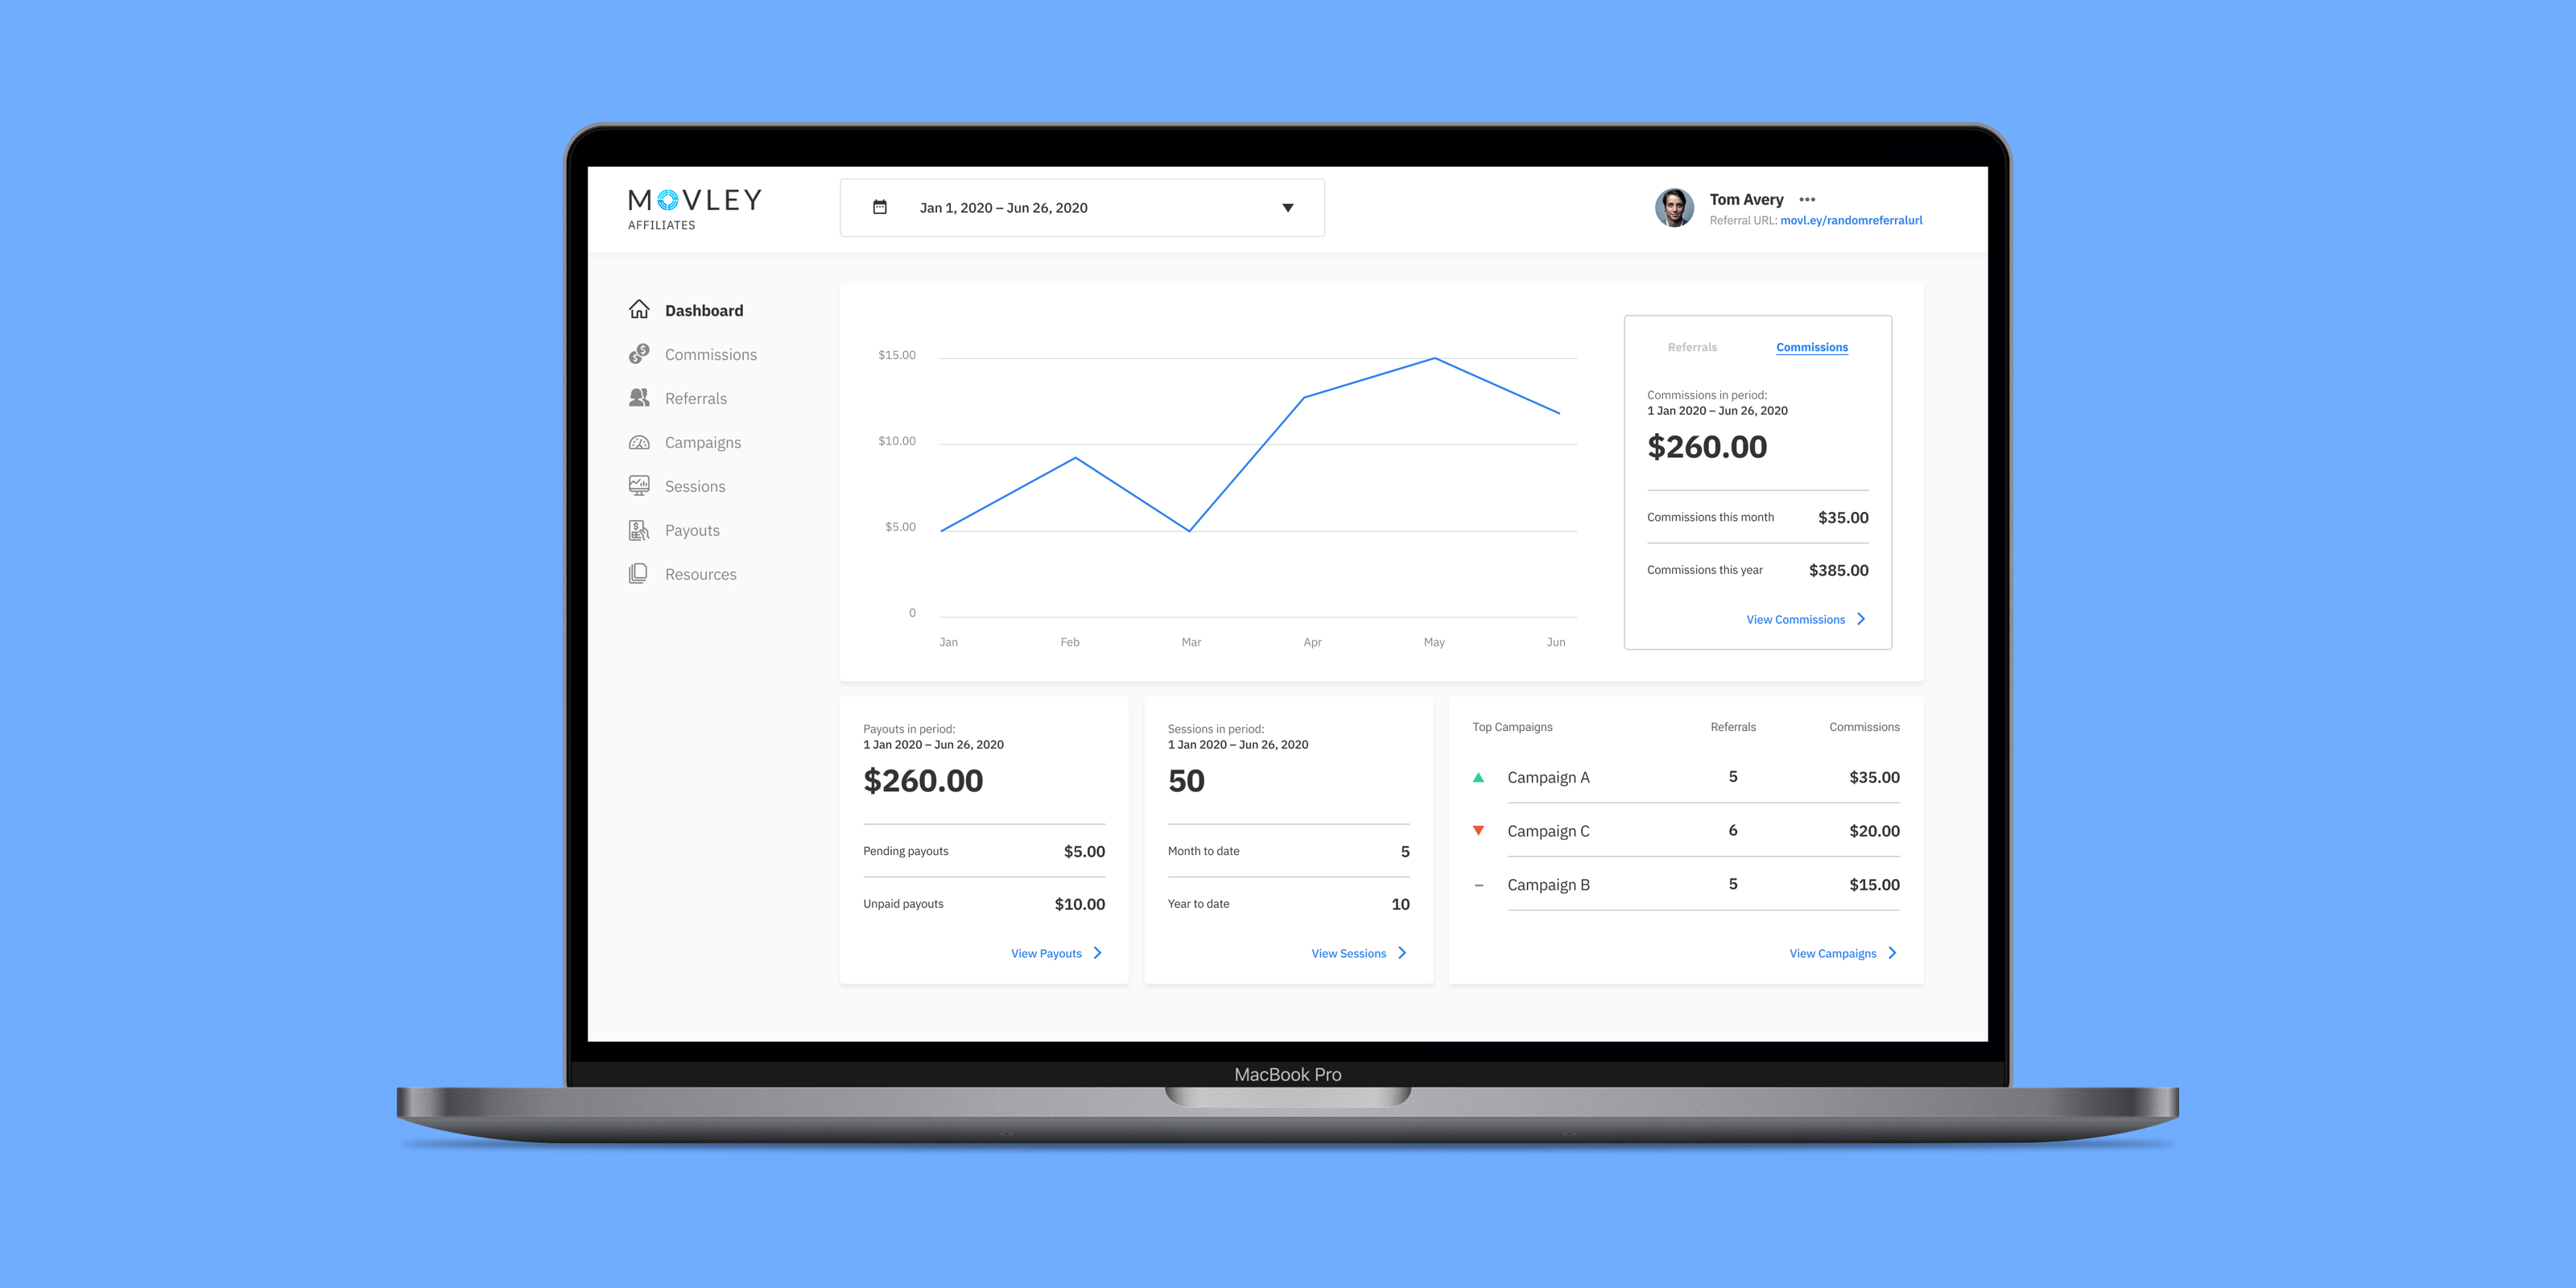 MOVLEY
AFFILIATES
Jan 1, 2020 – Jun 26, 2020
Tom Avery •••
Referral URL: movl.ey/randomreferralurl
Dashboard
Commissions
Referrals
Campaigns
Sessions
Payouts
Resources
$15.00
$10.00
$5.00
0
Jan Feb Mar Apr May Jun
Referrals Commissions
Commissions in period:
1 Jan 2020 – Jun 26, 2020
$260.00
Commissions this month $35.00
Commissions this year $385.00
View Commissions
Payouts in period:
1 Jan 2020 – Jun 26, 2020
$260.00
Pending payouts $5.00
Unpaid payouts $10.00
View Payouts
Sessions in period:
1 Jan 2020 – Jun 26, 2020
50
Month to date 5
Year to date 10
View Sessions
Top Campaigns Referrals Commissions
Campaign A 5 $35.00
Campaign C 6 $20.00
Campaign B 5 $15.00
View Campaigns
MacBook Pro